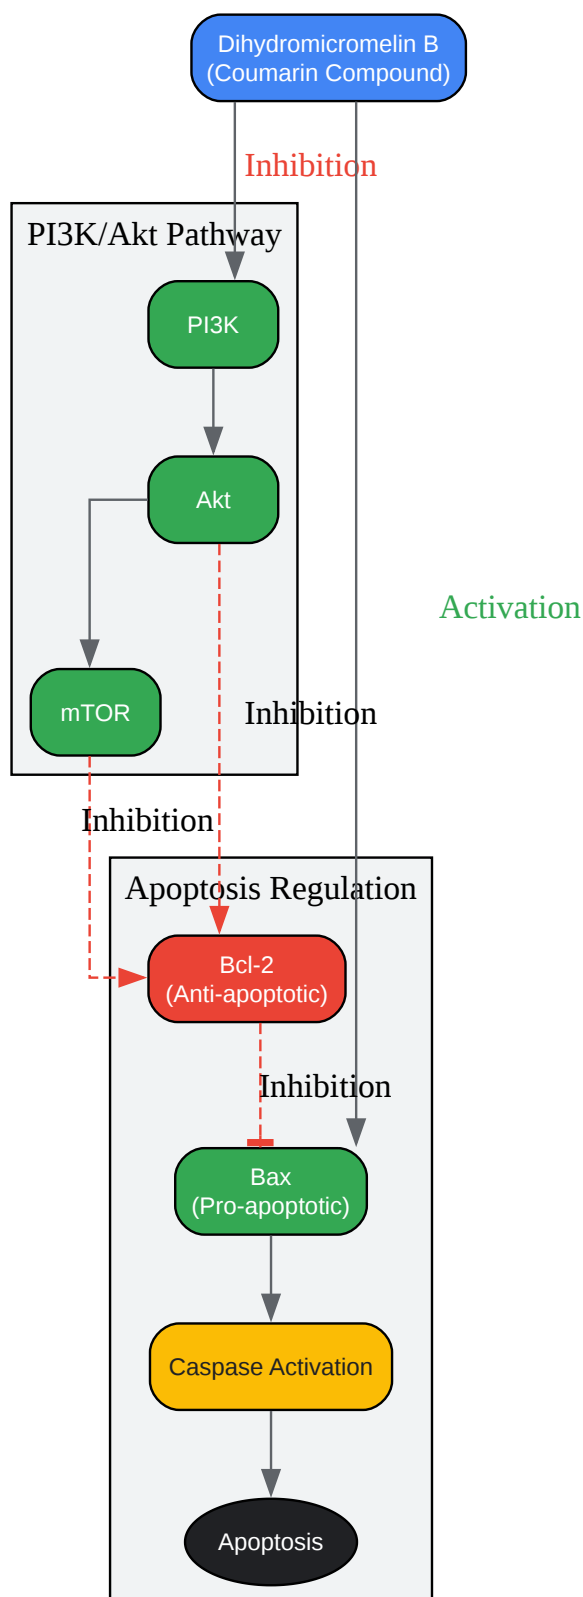 Dihydromicromelin B
(Coumarin Compound)
Inhibition
PI3K/Akt Pathway
PI3K
Akt
Activation
mTOR
Inhibition
Inhibition
Apoptosis Regulation
Bcl-2
(Anti-apoptotic)
Inhibition
Bax
(Pro-apoptotic)
Caspase Activation
Apoptosis